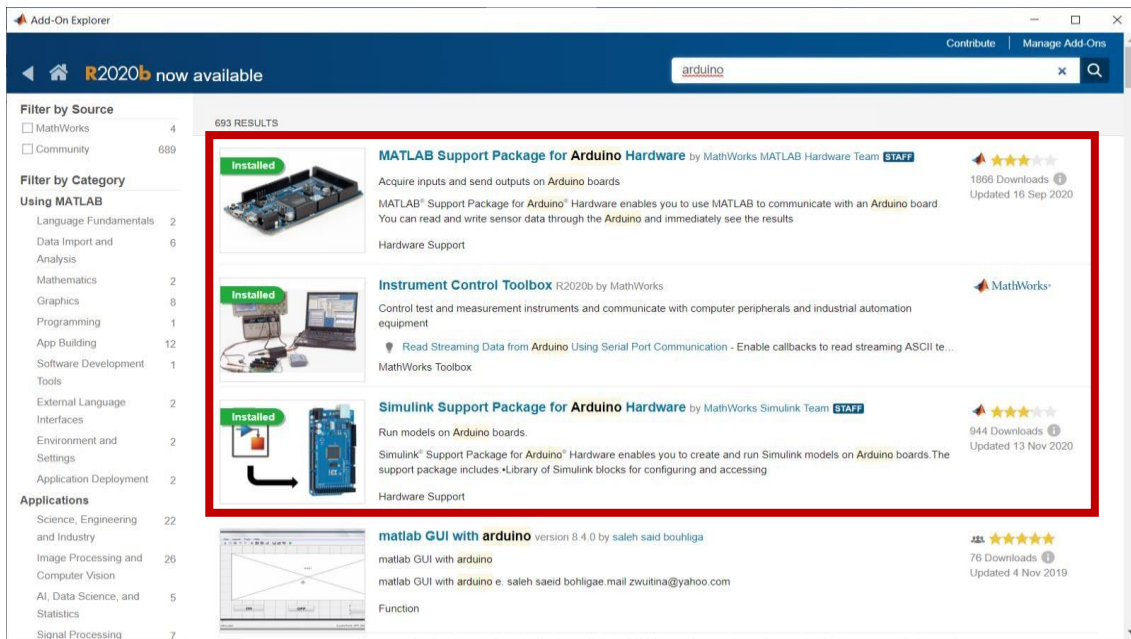 Add-On Explorer
Contribute
Manage Add-Ons
R2020b now available
arduino
Filter by Source
MathWorks 4
Community 689
Filter by Category
Using MATLAB
Language Fundamentals 2
Data Import and 6
Analysis
Mathematics 2
Graphics 8
Programming 1
App Building 12
Software Development 1
Tools
External Language 2
Interfaces
Environment and 2
Settings
Application Deployment 2
Applications
Science, Engineering 22
and Industry
Image Processing and 26
Computer Vision
AI, Data Science, and 5
Statistics
Signal Processing 7
693 RESULTS
Installed
MATLAB Support Package for Arduino Hardware by MathWorks MATLAB Hardware Team STAFF
Acquire inputs and send outputs on Arduino boards
MATLAB® Support Package for Arduino® Hardware enables you to use MATLAB to communicate with an Arduino board.
You can read and write sensor data through the Arduino and immediately see the results
Hardware Support
1866 Downloads
Updated 16 Sep 2020
Installed
Instrument Control Toolbox R2020b by MathWorks
Control test and measurement instruments and communicate with computer peripherals and industrial automation
equipment
Read Streaming Data from Arduino Using Serial Port Communication - Enable callbacks to read streaming ASCII te...
MathWorks Toolbox
MathWorks®
Installed
Simulink Support Package for Arduino Hardware by MathWorks Simulink Team STAFF
Run models on Arduino boards.
Simulink® Support Package for Arduino® Hardware enables you to create and run Simulink models on Arduino boards.The
support package includes:•Library of Simulink blocks for configuring and accessing
Hardware Support
944 Downloads
Updated 13 Nov 2020
matlab GUI with arduino version 8.4.0 by saleh said bouhliga
matlab GUI with arduino
matlab GUI with arduino e. saleh saeid bohligae.mail zwuitina@yahoo.com
Function
76 Downloads
Updated 4 Nov 2019